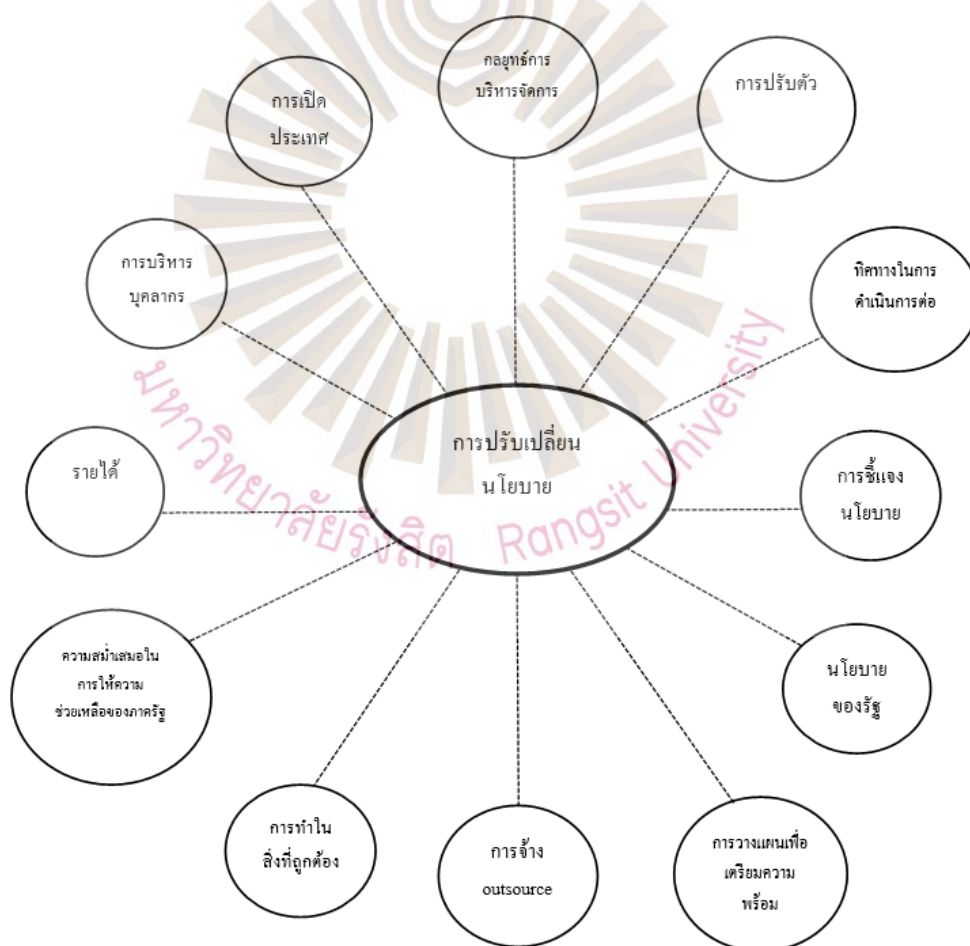 กลยุทธ์การ
บริหารจัดการ
การปรับตัว
การเปิด
ประเทศ
การบริหาร
บุคลากร
ทิศทางในการ
ดำเนินการต่อ
การปรับเปลี่ยน
นโยบาย
รายได้
การชี้แจง
นโยบาย
มหาวิทยาลัยรังสิต Rangsit University
ความสม่ำเสมอใน
การให้ความ
ช่วยเหลือของภาครัฐ
นโยบาย
ของรัฐ
การทำใน
สิ่งที่ถูกต้อง
การจ้าง
outsource
การวางแผนเพื่อ
เตรียมความ
พร้อม